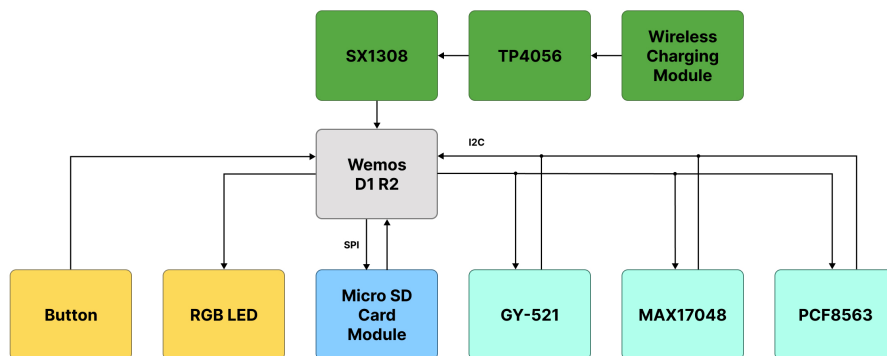 SX1308
TP4056
Wireless
Charging
Module
Wemos
D1 R2
I2C
SPI
Button
RGB LED
Micro SD
Card
Module
GY-521
MAX17048
PCF8563